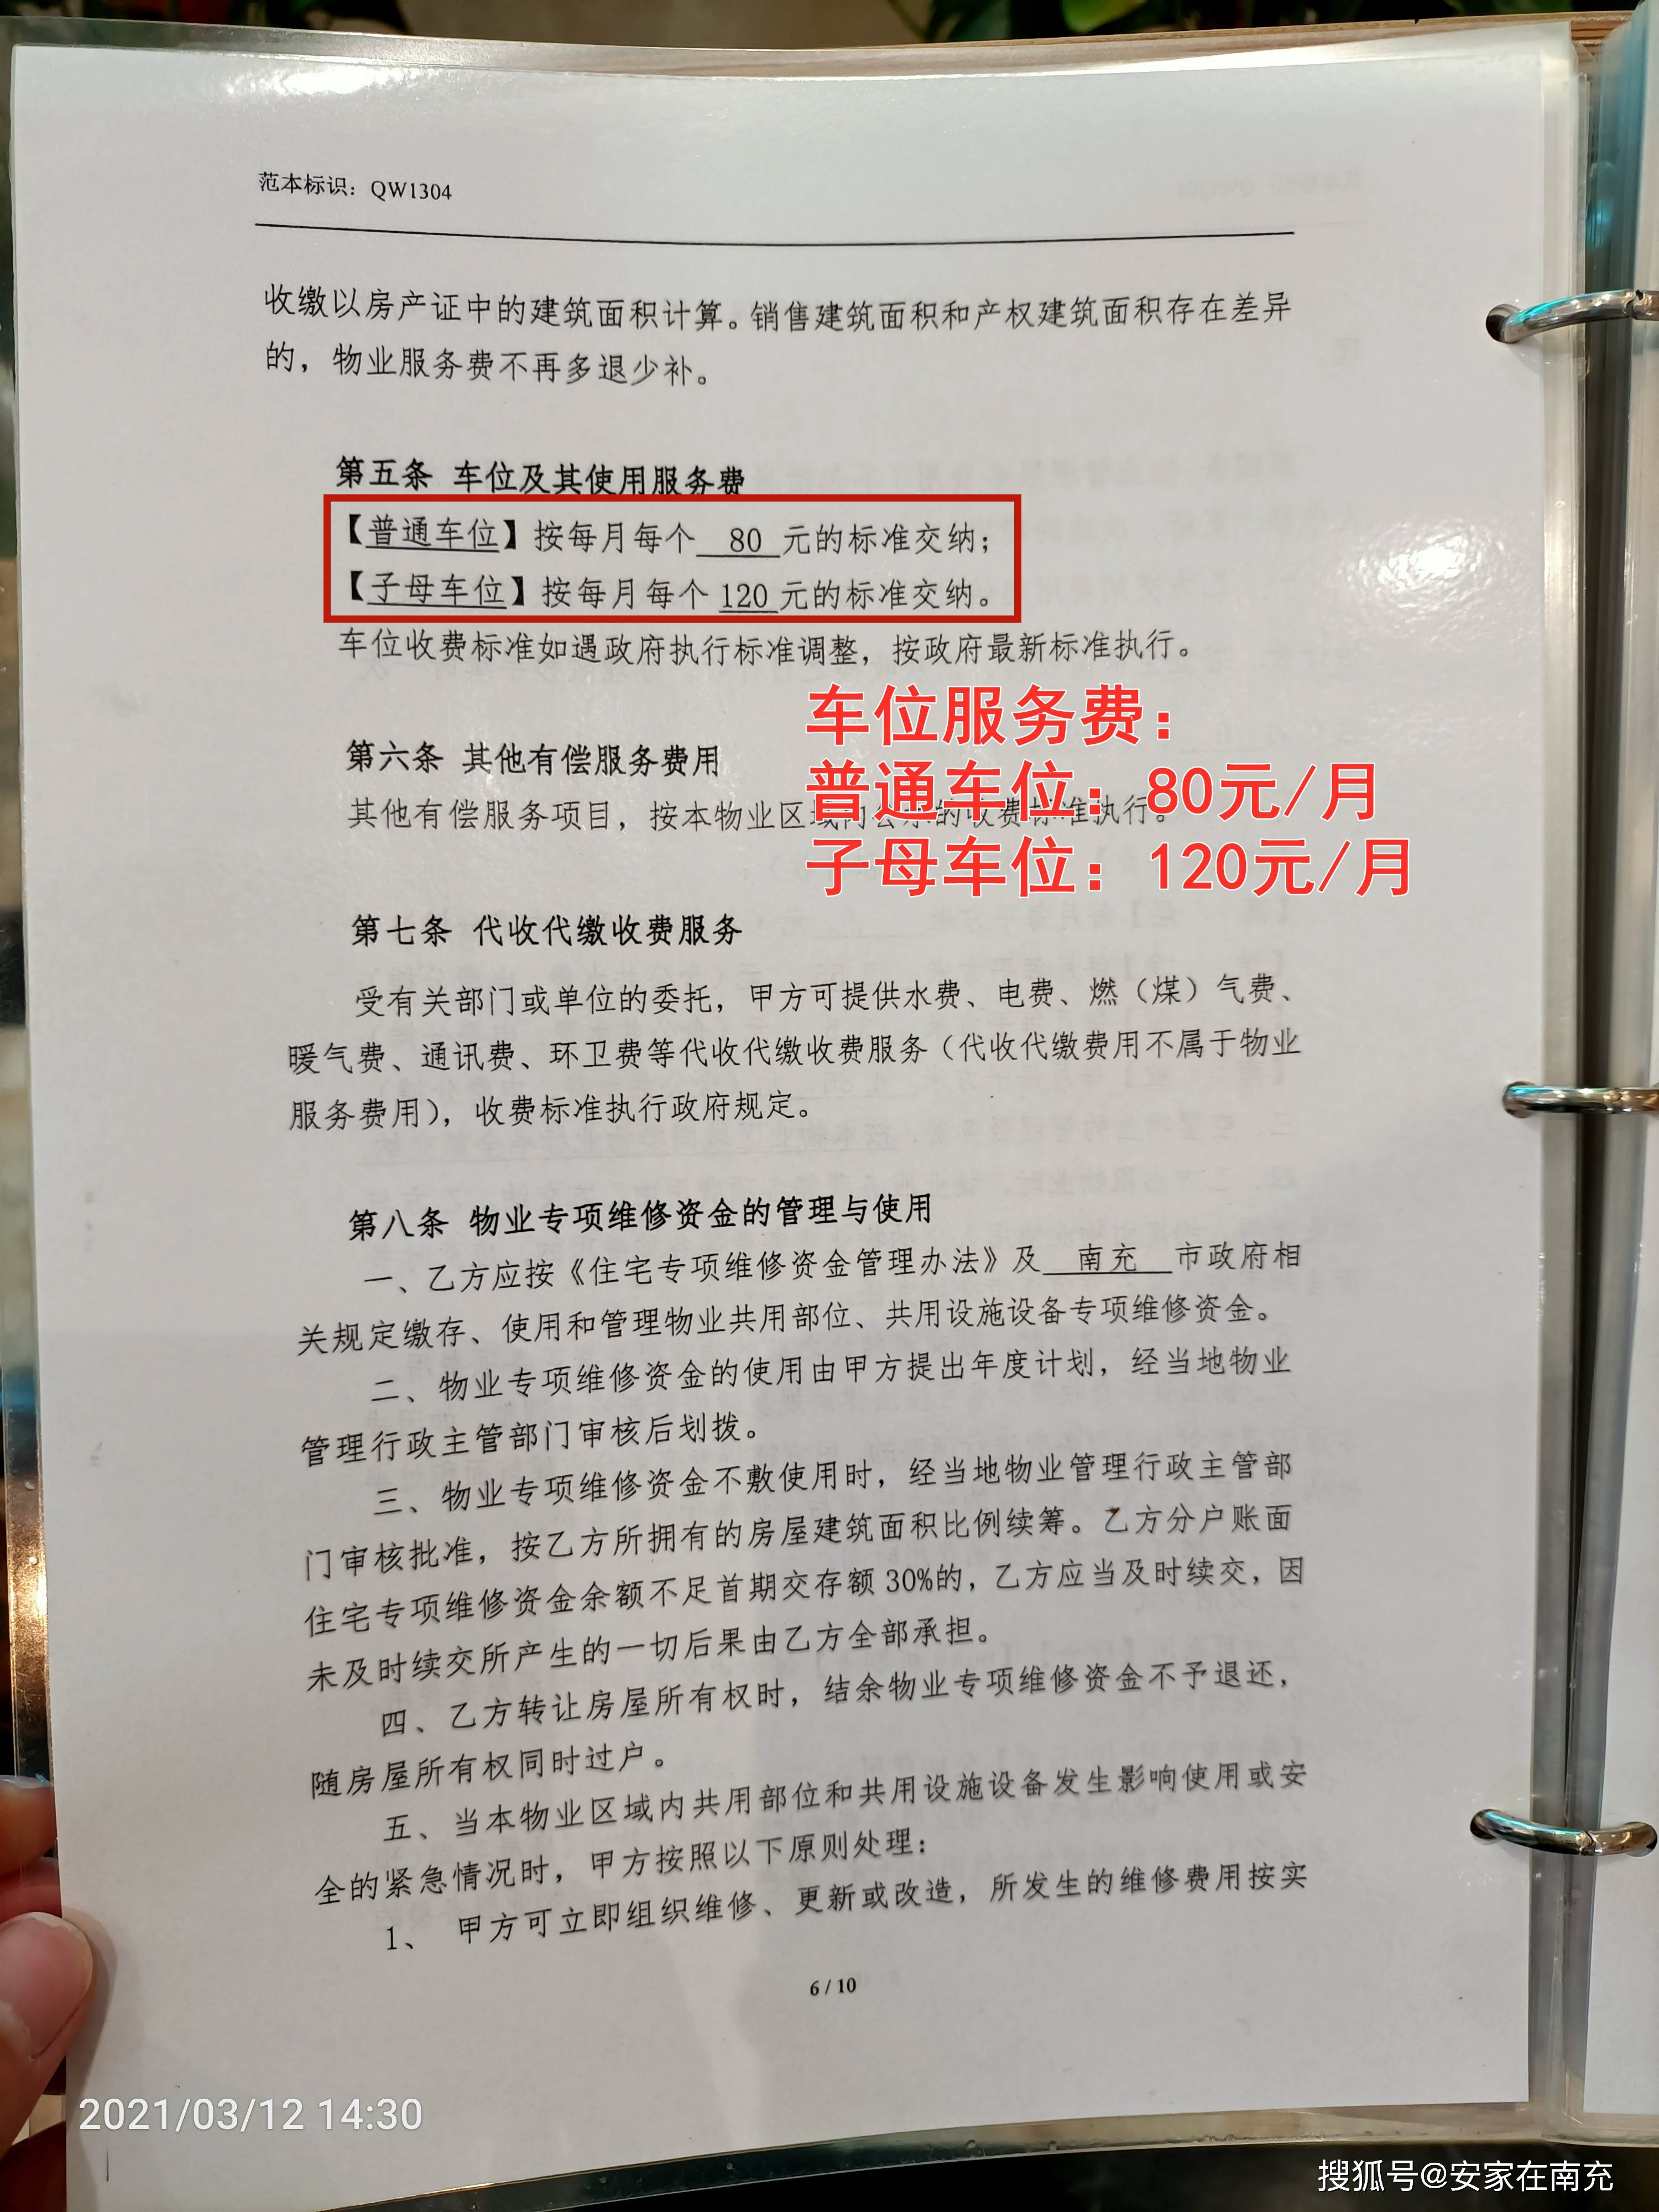 范本标识：QW1304
收缴以房产证中的建筑面积计算。销售建筑面积和产权建筑面积存在差异
的，物业服务费不再多退少补。
第五条 车位及其使用服务费
【普通车位】按每月每个 80 元的标准交纳；
【子母车位】按每月每个 120 元的标准交纳。
车位收费标准如遇政府执行标准调整，按政府最新标准执行。
车位服务费：
普通车位：80元/月
子母车位：120元/月
第六条 其他有偿服务费用
其他有偿服务项目，按本物业区域内公示的收费标准执行。
第七条 代收代缴收费服务
受有关部门或单位的委托，甲方可提供水费、电费、燃（煤）气费、
暖气费、通讯费、环卫费等代收代缴收费服务（代收代缴费用不属于物业
服务费用），收费标准执行政府规定。
第八条 物业专项维修资金的管理与使用
一、乙方应按《住宅专项维修资金管理办法》及 南充 市政府相
关规定缴存、使用和管理物业共用部位、共用设施设备专项维修资金。
二、物业专项维修资金的使用由甲方提出年度计划，经当地物业
管理行政主管部门审核后划拨。
三、物业专项维修资金不敷使用时，经当地物业管理行政主管部
门审核批准，按乙方所拥有的房屋建筑面积比例续筹。乙方分户账面
住宅专项维修资金余额不足首期交存额 30%的，乙方应当及时续交，因
未及时续交所产生的一切后果由乙方全部承担。
四、乙方转让房屋所有权时，结余物业专项维修资金不予退还，
随房屋所有权同时过户。
五、当本物业区域内共用部位和共用设施设备发生影响使用或安
全的紧急情况时，甲方按照以下原则处理：
1、 甲方可立即组织维修、更新或改造，所发生的维修费用按实
6 / 10
2021/03/12 14:30
搜狐号@安家在南充